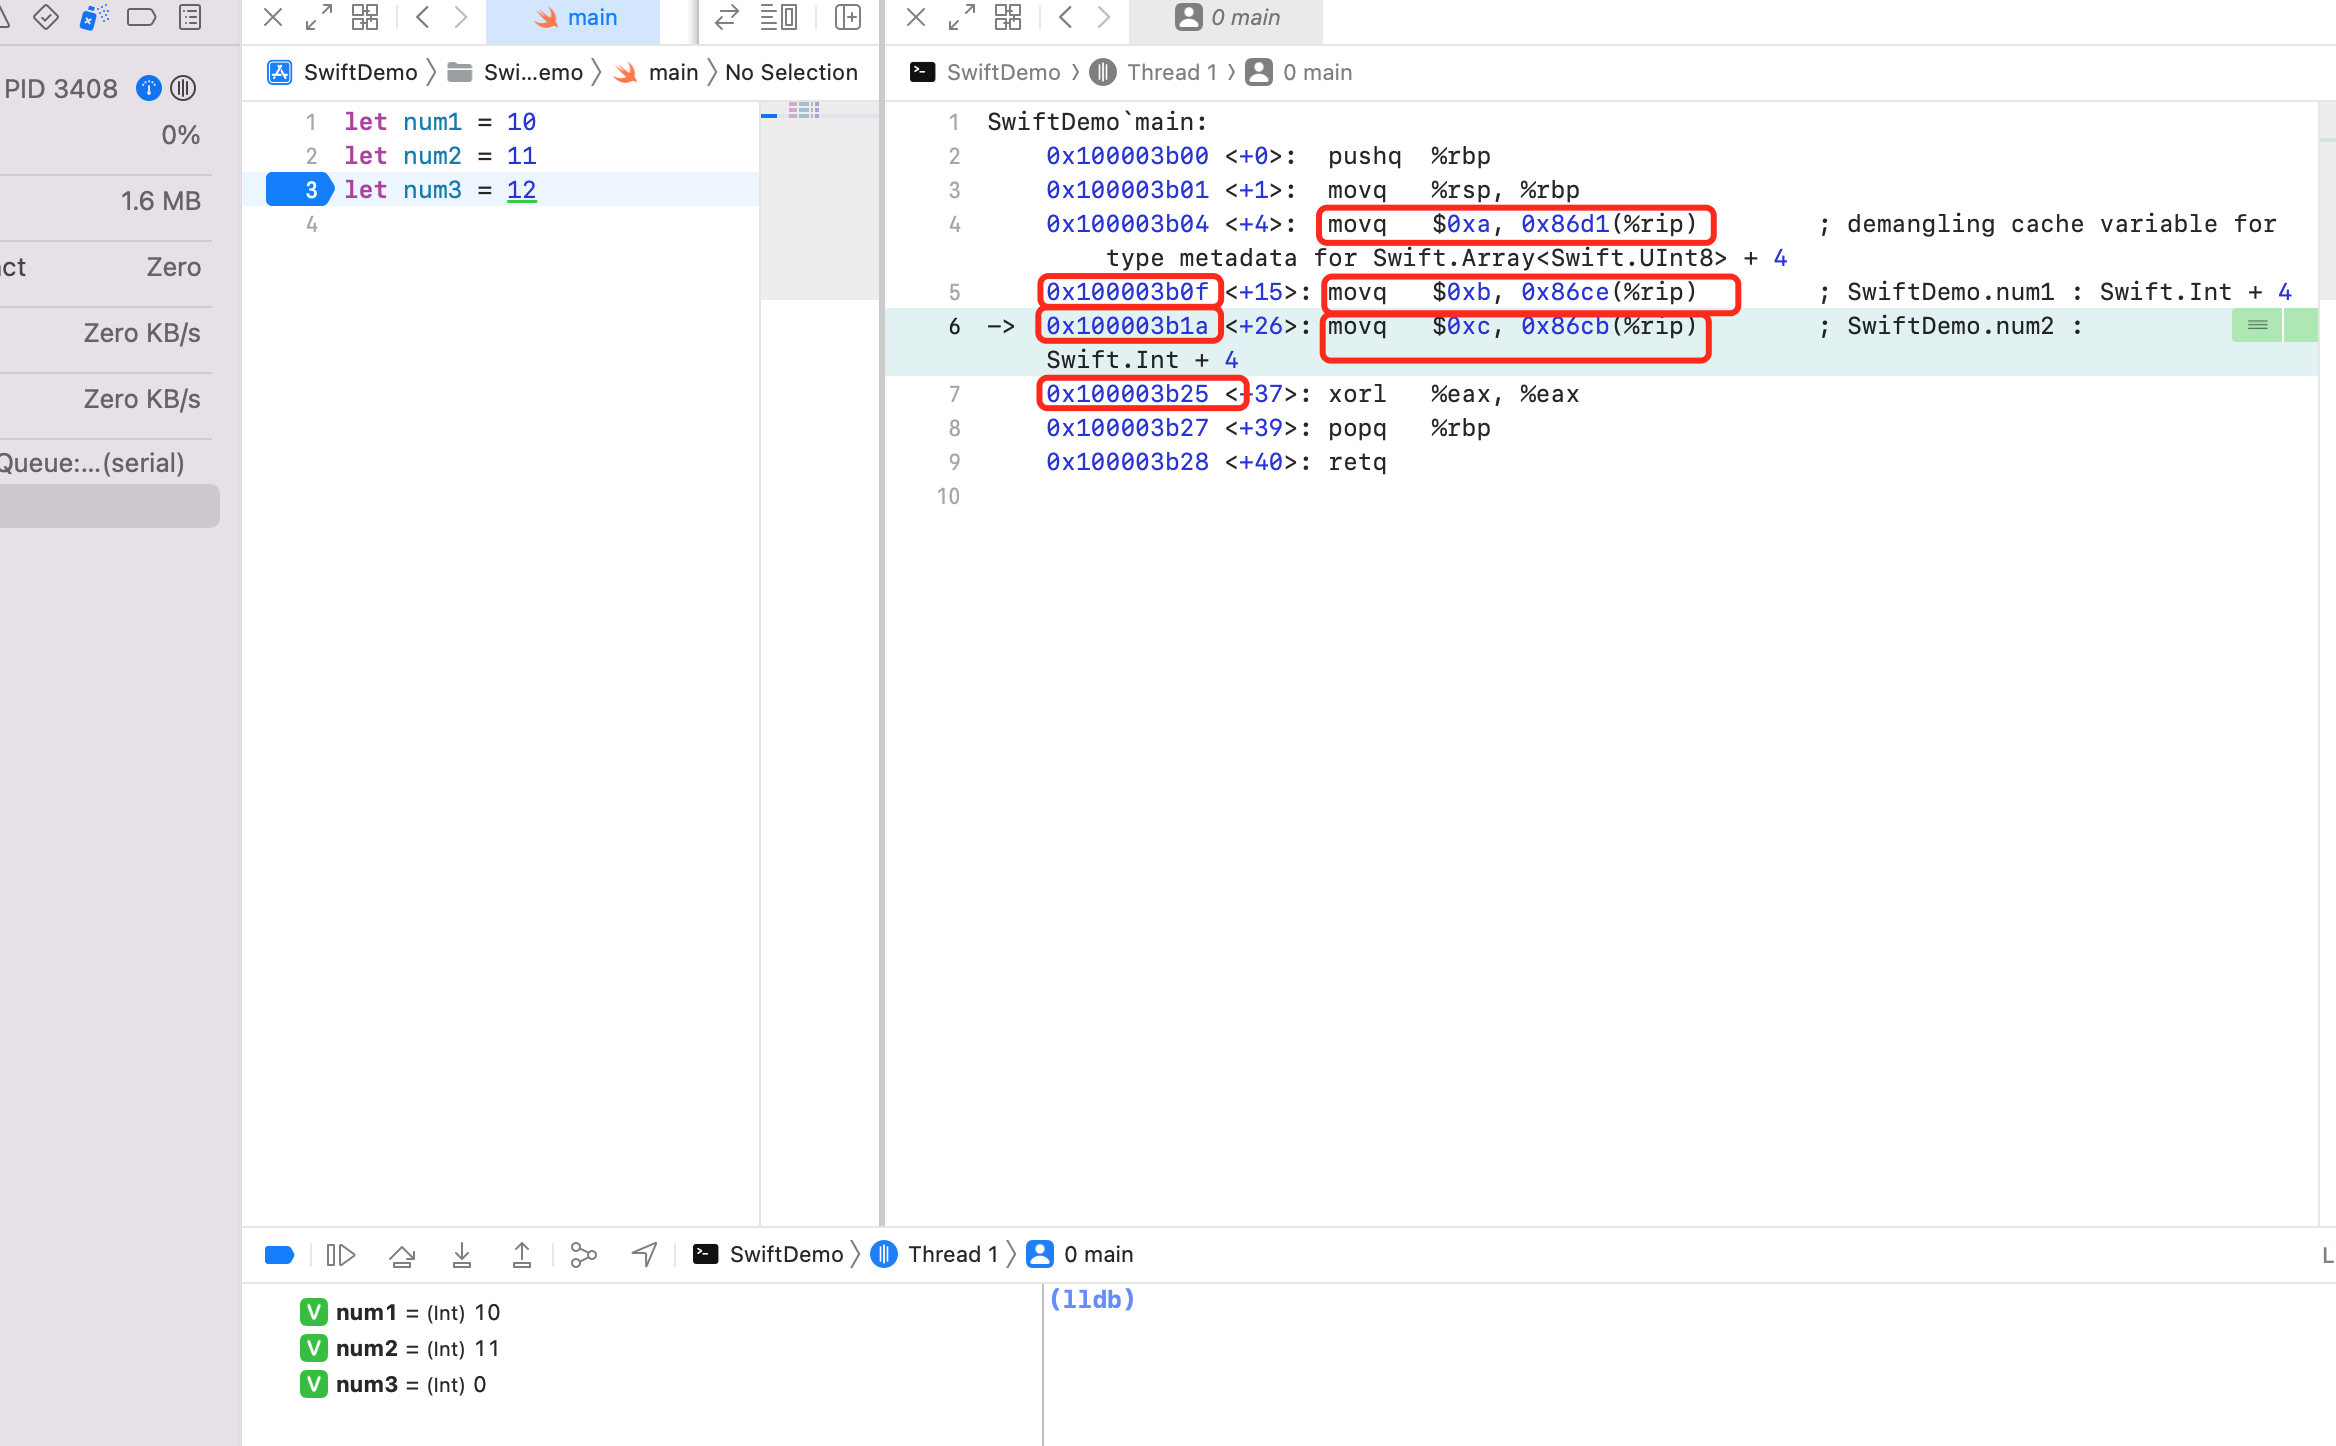 main
0 main
PID 3408
0%
1.6 MB
ct Zero
Zero KB/s
Zero KB/s
Queue:...(serial)
SwiftDemo Swi...emo main No Selection
1 let num1 = 10
2 let num2 = 11
3 let num3 = 12
4
SwiftDemo Thread 1 0 main
1 SwiftDemo`main:
2 0x100003b00 <+0>: pushq %rbp
3 0x100003b01 <+1>: movq %rsp, %rbp
4 0x100003b04 <+4>: movq $0xa, 0x86d1(%rip) ; demangling cache variable for
type metadata for Swift.Array<Swift.UInt8> + 4
5 0x100003b0f <+15>: movq $0xb, 0x86ce(%rip) ; SwiftDemo.num1 : Swift.Int + 4
6 -> 0x100003b1a <+26>: movq $0xc, 0x86cb(%rip) ; SwiftDemo.num2 :
Swift.Int + 4
7 0x100003b25 <+37>: xorl %eax, %eax
8 0x100003b27 <+39>: popq %rbp
9 0x100003b28 <+40>: retq
10
SwiftDemo Thread 1 0 main
L
V num1 = (Int) 10
V num2 = (Int) 11
V num3 = (Int) 0
(lldb)